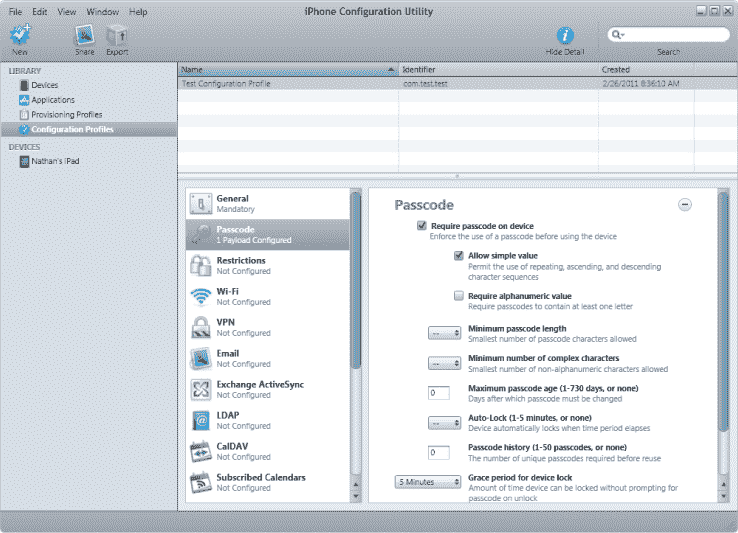 File Edit View Window Help
iPhone Configuration Utility
New Share Export Hide Detail Search
LIBRARY
Devices
Applications
Provisioning Profiles
Configuration Profiles
DEVICES
Nathan's iPad
Name Identifier Created
Test Configuration Profile com.test.test 2/26/2011 8:36:10 AM
General
Mandatory
Passcode
1 Payload Configured
Restrictions
Not Configured
Wi-Fi
Not Configured
VPN
Not Configured
Email
Not Configured
Exchange ActiveSync
Not Configured
LDAP
Not Configured
CalDAV
Not Configured
Subscribed Calendars
Not Configured
Passcode
Require passcode on device
Enforce the use of a passcode before using the device
Allow simple value
Permit the use of repeating, ascending, and descending
character sequences
Require alphanumeric value
Require passcodes to contain at least one letter
-- Minimum passcode length
Smallest number of passcode characters allowed
-- Minimum number of complex characters
Smallest number of non-alphanumeric characters allowed
0 Maximum passcode age (1-730 days, or none)
Days after which passcode must be changed
-- Auto-Lock (1-5 minutes, or none)
Device automatically locks when time period elapses
0 Passcode history (1-50 passcodes, or none)
The number of unique passcodes required before reuse
5 Minutes Grace period for device lock
Amount of time device can be locked without prompting for
passcode on unlock